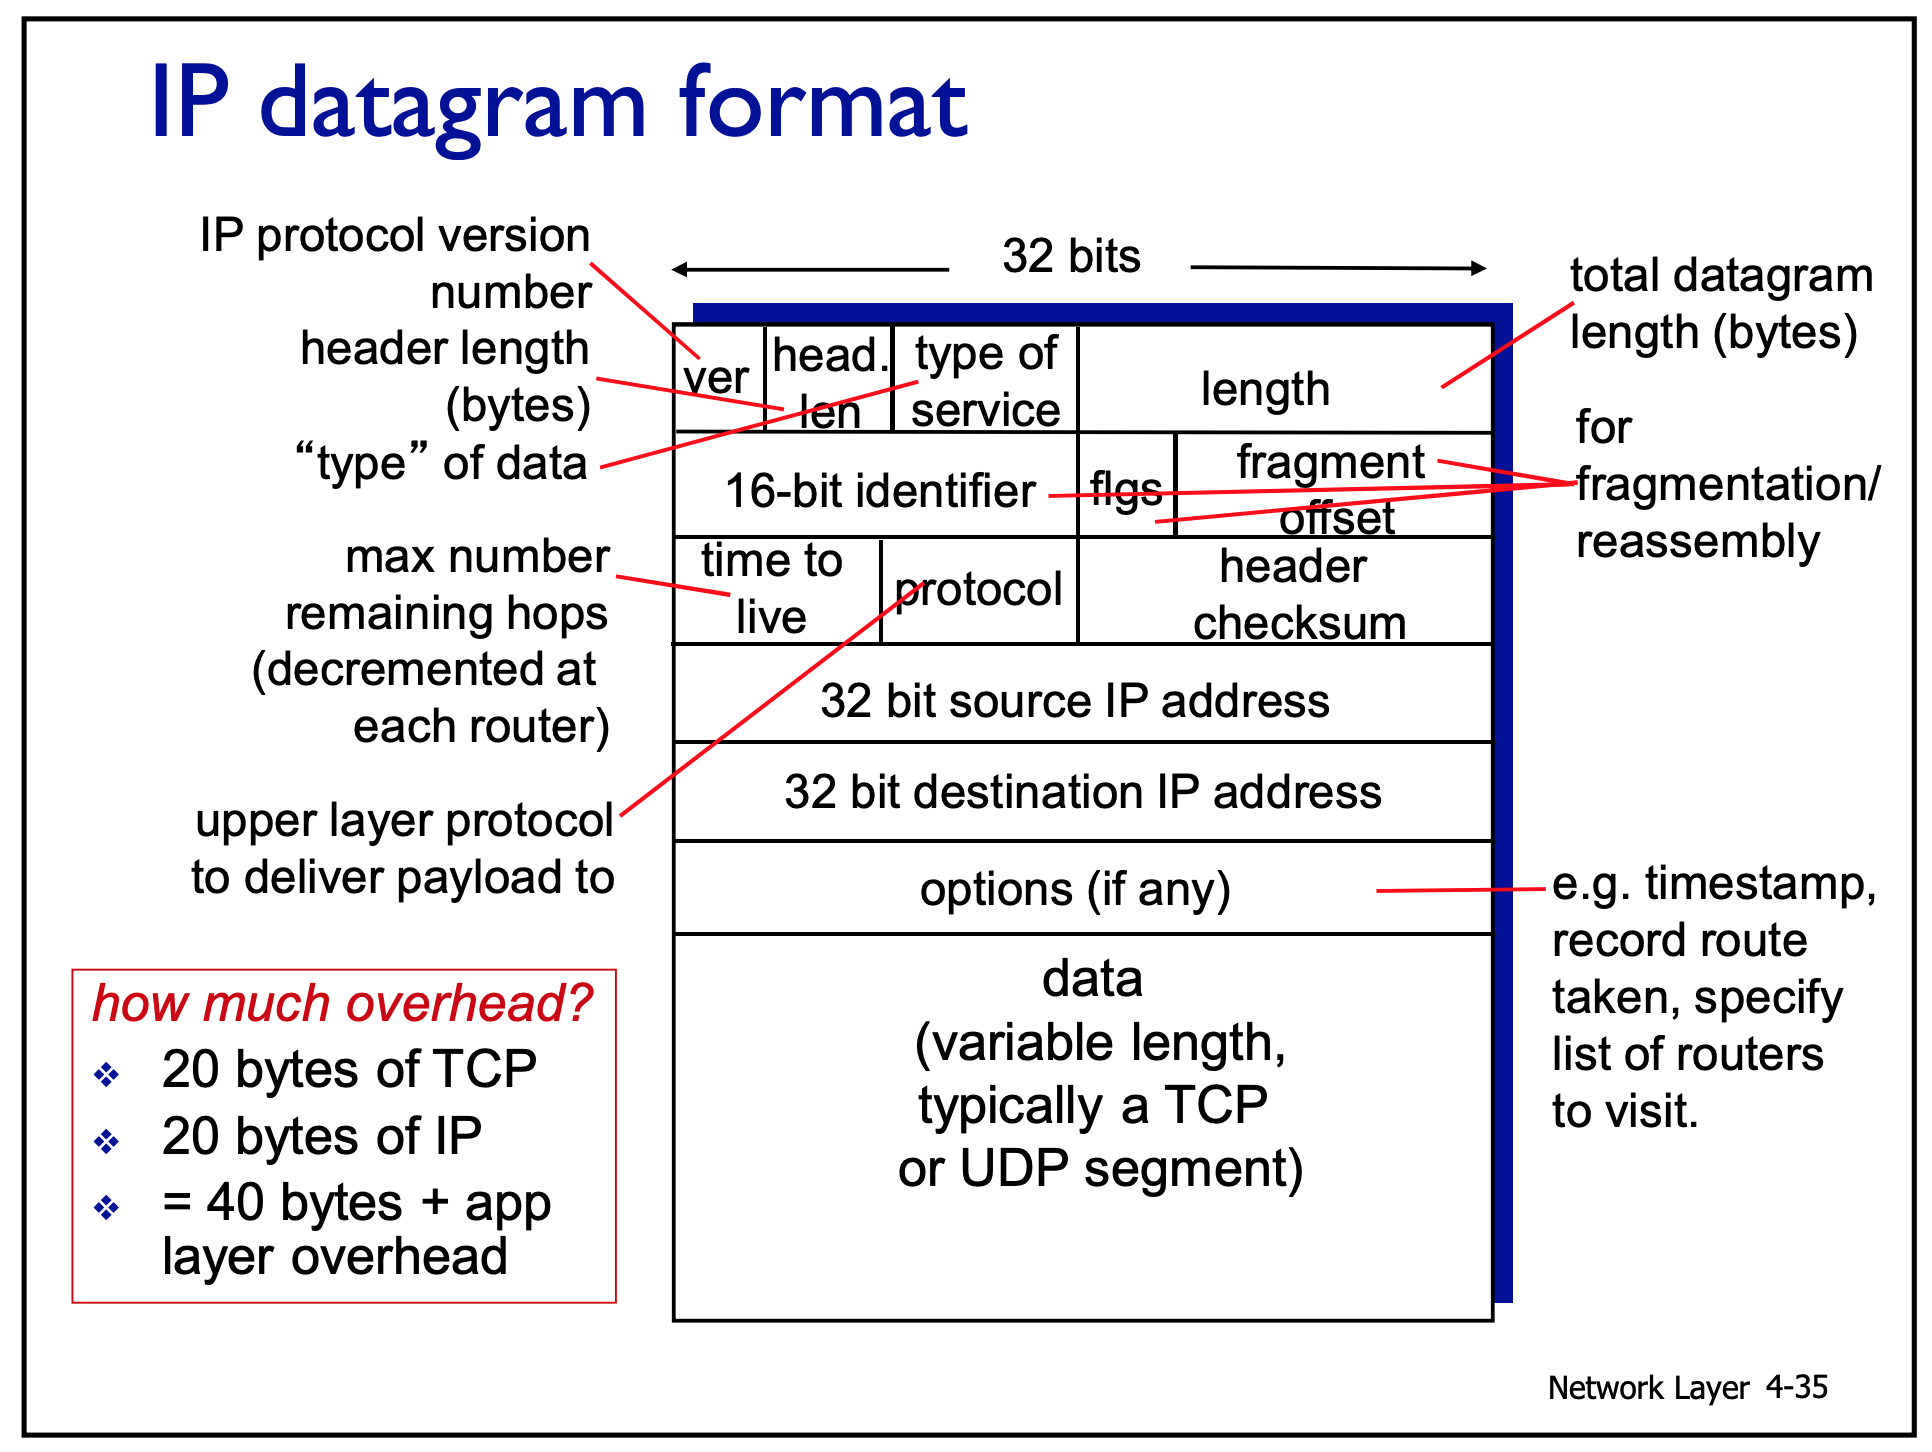 IP datagram format
IP protocol version
number
header length
(bytes)
“type” of data
max number
remaining hops
(decremented at
each router)
upper layer protocol
to deliver payload to
how much overhead?
❖ 20 bytes of TCP
❖ 20 bytes of IP
❖ = 40 bytes + app
layer overhead
32 bits
ver
head.
len
type of
service
length
16-bit identifier
flgs
fragment
offset
time to
live
protocol
header
checksum
32 bit source IP address
32 bit destination IP address
options (if any)
data
(variable length,
typically a TCP
or UDP segment)
total datagram
length (bytes)
for
fragmentation/
reassembly
e.g. timestamp,
record route
taken, specify
list of routers
to visit.
Network Layer 4-35